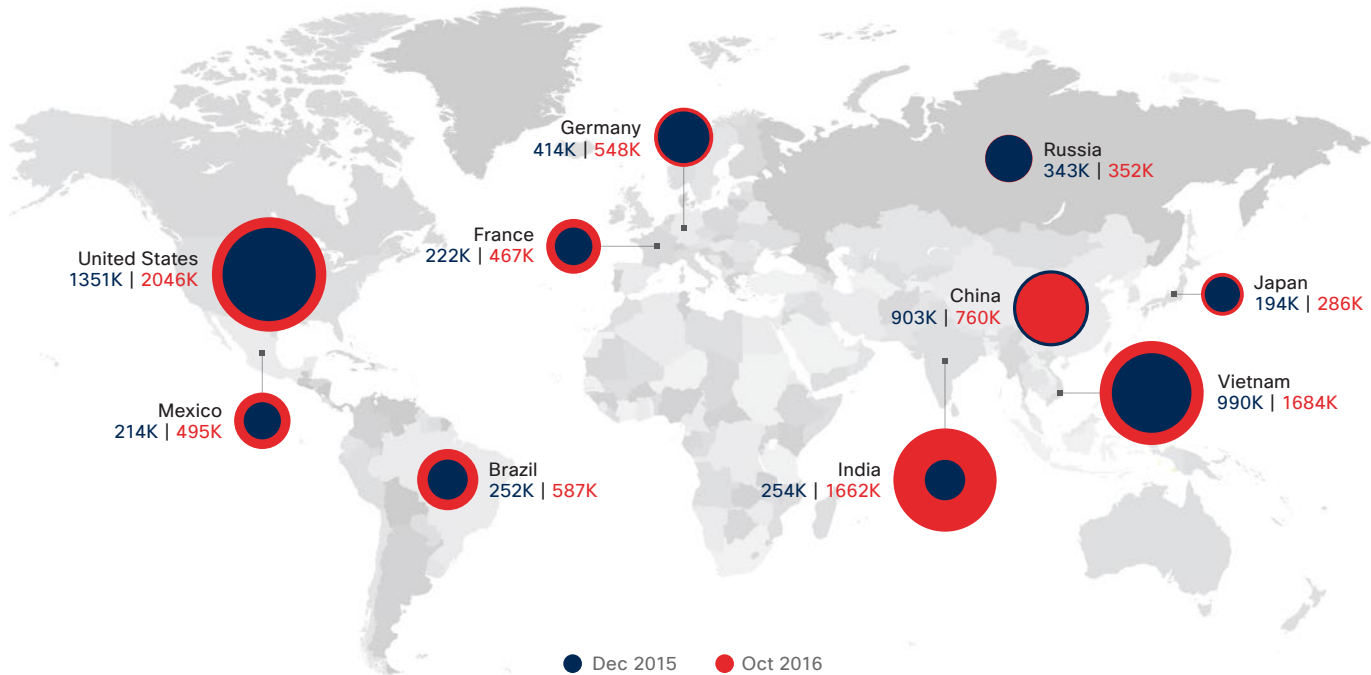 Germany
414K | 548K
Russia
343K | 352K
France
222K | 467K
United States
1351K | 2046K
China
903K | 760K
Japan
194K | 286K
Vietnam
990K | 1684K
Mexico
214K | 495K
Brazil
252K | 587K
India
254K | 1662K
Dec 2015
Oct 2016